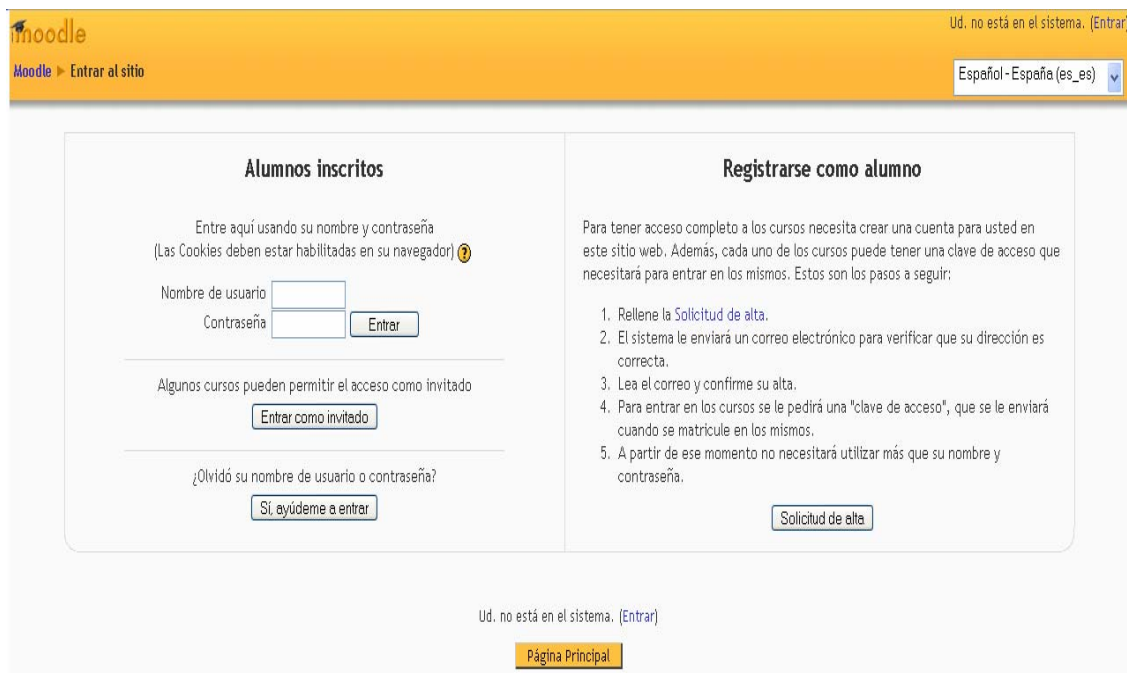 moodle
Ud. no está en el sistema. (Entrar)
Moodle ► Entrar al sitio
Español - España (es_es)
Alumnos inscritos
Entre aquí usando su nombre y contraseña
(Las Cookies deben estar habilitadas en su navegador) ?
Nombre de usuario
Contraseña Entrar
Algunos cursos pueden permitir el acceso como invitado
Entrar como invitado
¿Olvidó su nombre de usuario o contraseña?
Sí, ayúdeme a entrar
Registrarse como alumno
Para tener acceso completo a los cursos necesita crear una cuenta para usted en
este sitio web. Además, cada uno de los cursos puede tener una clave de acceso que
necesitará para entrar en los mismos. Estos son los pasos a seguir:
1. Rellene la Solicitud de alta.
2. El sistema le enviará un correo electrónico para verificar que su dirección es
correcta.
3. Lea el correo y confirme su alta.
4. Para entrar en los cursos se le pedirá una "clave de acceso", que se le enviará
cuando se matricule en los mismos.
5. A partir de ese momento no necesitará utilizar más que su nombre y
contraseña.
Solicitud de alta
Ud. no está en el sistema. (Entrar)
Página Principal